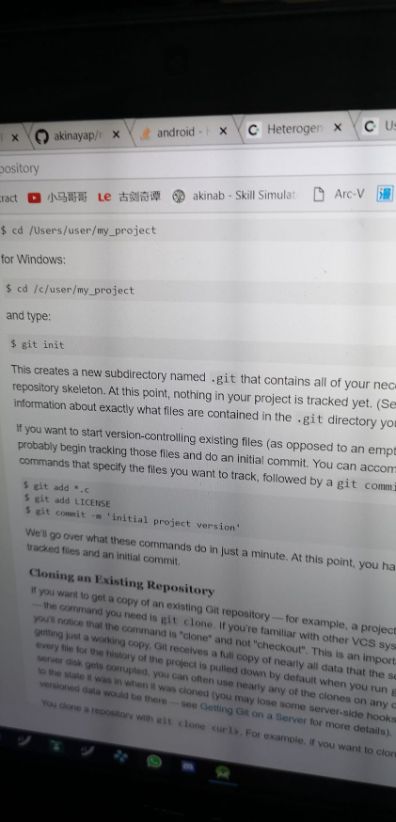 akinayap/r
android -
Heterogen
Us
pository
ract 小马哥哥 Le 古剑奇谭 akinab - Skill Simulat Arc-V 漫
$ cd /Users/user/my_project
for Windows:
$ cd /c/user/my_project
and type:
$ git init
This creates a new subdirectory named .git that contains all of your nec
repository skeleton. At this point, nothing in your project is tracked yet. (Se
information about exactly what files are contained in the .git directory yo
If you want to start version-controlling existing files (as opposed to an empt
probably begin tracking those files and do an initial commit. You can accom
commands that specify the files you want to track, followed by a git commi
$ git add *.c
$ git add LICENSE
$ git commit -m 'initial project version'
We'll go over what these commands do in just a minute. At this point, you ha
tracked files and an initial commit.
Cloning an Existing Repository
If you want to get a copy of an existing Git repository — for example, a project
— the command you need is git clone. If you're familiar with other VCS sys
you'll notice that the command is "clone" and not "checkout". This is an import
getting just a working copy, Git receives a full copy of nearly all data that the se
every file for the history of the project is pulled down by default when you run g
server disk gets corrupted, you can often use nearly any of the clones on any c
to the state it was in when it was cloned (you may lose some server-side hooks
versioned data would be there — see Getting Git on a Server for more details).
You clone a repository with git clone <url>. For example, if you want to clon